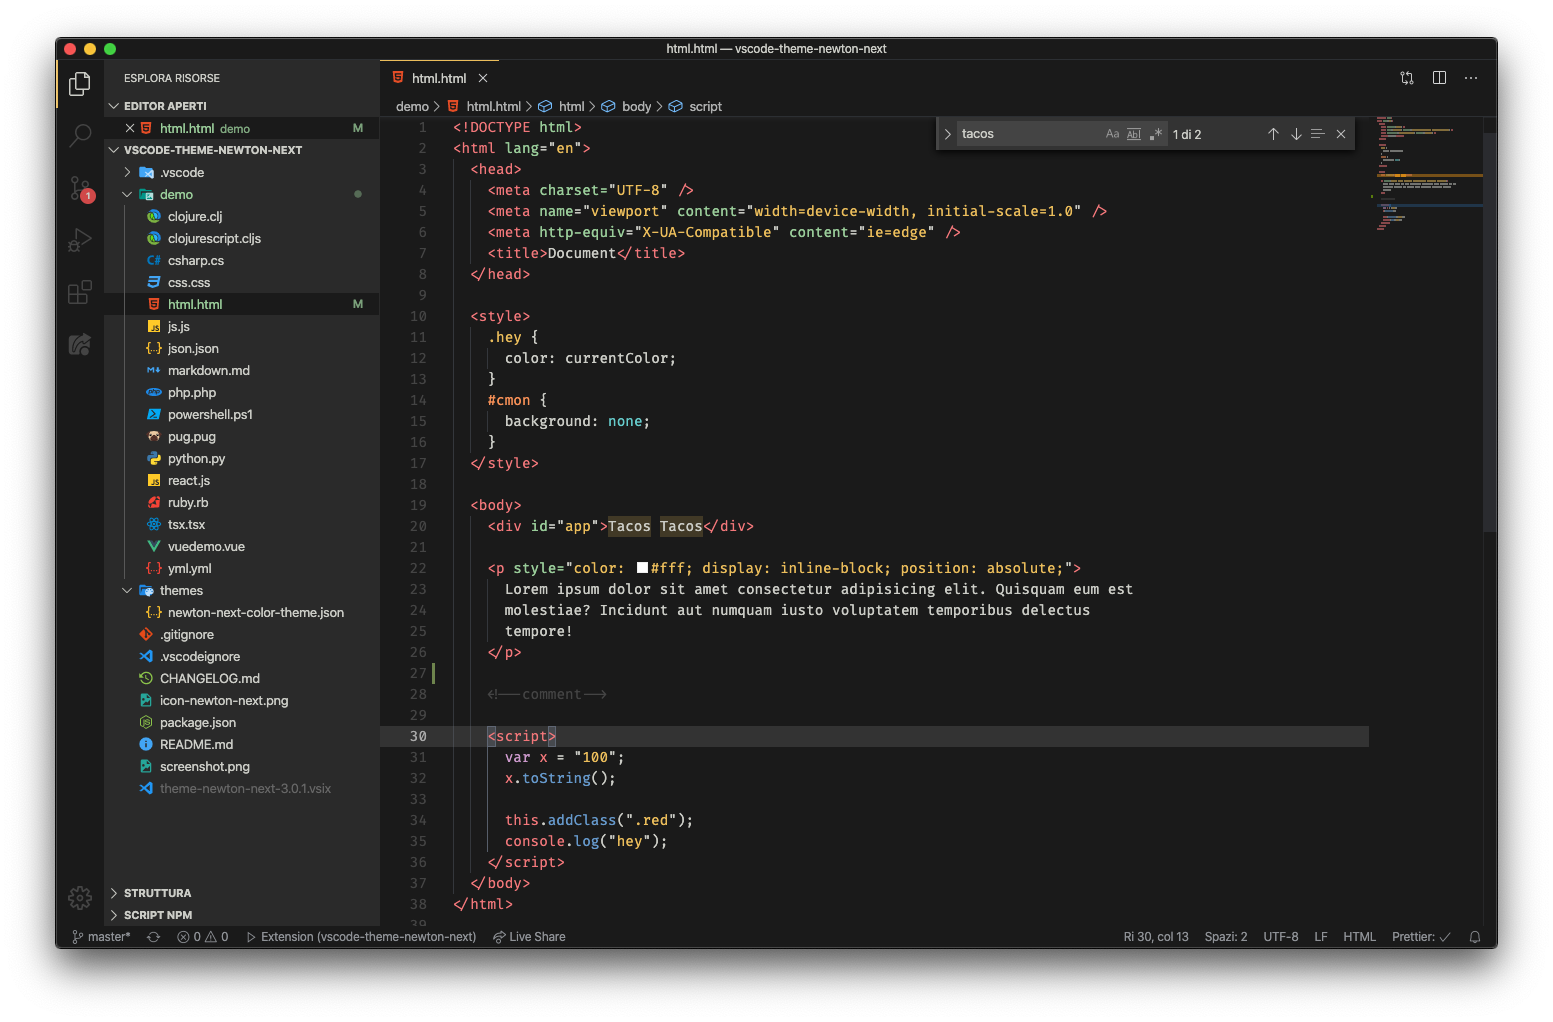 html.html — vscode-theme-newton-next
ESPLORA RISORSE
EDITOR APERTI
html.html demo M
VSCODE-THEME-NEWTON-NEXT
.vscode
demo
clojure.clj
clojurescript.cljs
C# csharp.cs
css.css
html.html M
JS js.js
{..} json.json
M↓ markdown.md
php php.php
powershell.ps1
pug.pug
python.py
JS react.js
ruby.rb
tsx.tsx
vuedemo.vue
{..} yml.yml
themes
{..} newton-next-color-theme.json
.gitignore
.vscodeignore
CHANGELOG.md
icon-newton-next.png
package.json
README.md
screenshot.png
theme-newton-next-3.0.1.vsix
STRUTTURA
SCRIPT NPM
1
html.html
demo > html.html > html > body > script
tacos Aa Abl .* 1 di 2
1 <!DOCTYPE html>
2 <html lang="en">
3 <head>
4 <meta charset="UTF-8" />
5 <meta name="viewport" content="width=device-width, initial-scale=1.0" />
6 <meta http-equiv="X-UA-Compatible" content="ie=edge" />
7 <title>Document</title>
8 </head>
9
10 <style>
11 .hey {
12 color: currentColor;
13 }
14 #cmon {
15 background: none;
16 }
17 </style>
18
19 <body>
20 <div id="app">Tacos Tacos</div>
21
22 <p style="color: #fff; display: inline-block; position: absolute;">
23 Lorem ipsum dolor sit amet consectetur adipisicing elit. Quisquam eum est
24 molestiae? Incidunt aut numquam iusto voluptatem temporibus delectus
25 tempore!
26 </p>
27
28 <!-- comment -->
29
30 <script>
31 var x = "100";
32 x.toString();
33
34 this.addClass(".red");
35 console.log("hey");
36 </script>
37 </body>
38 </html>
39
master* 0 0 Extension (vscode-theme-newton-next) Live Share Ri 30, col 13 Spazi: 2 UTF-8 LF HTML Prettier: ✓